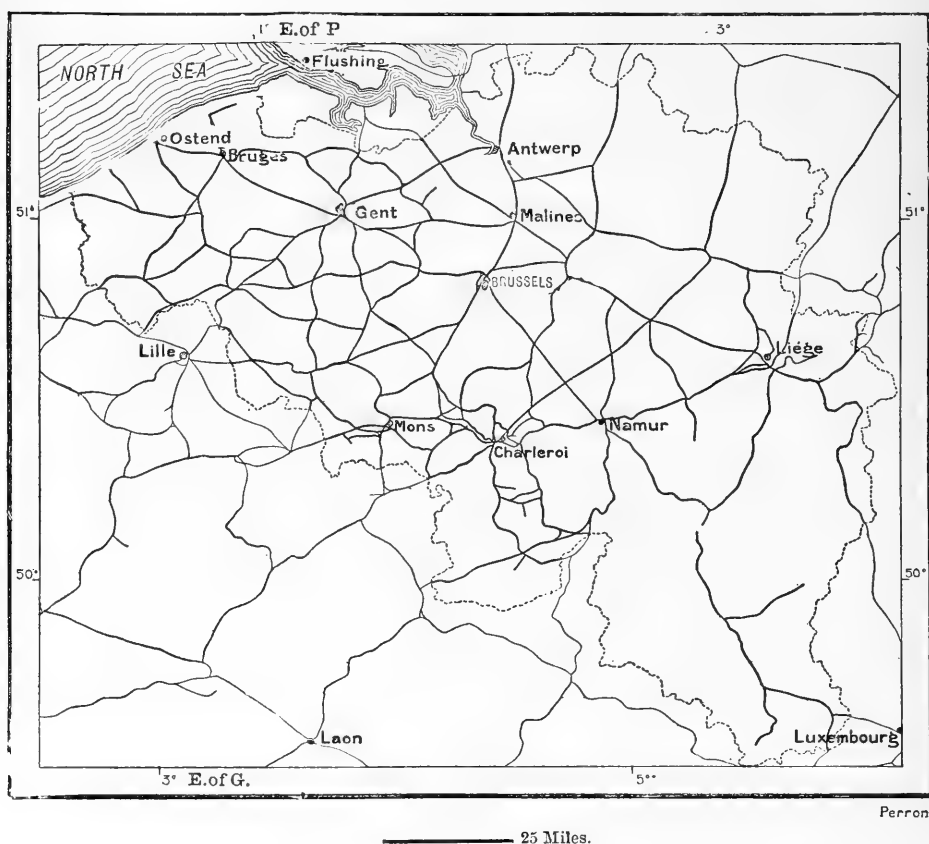 1° E. of P
3°
NORTH SEA
Flushing
Ostend
Bruges
Antwerp
51°
Gent
Malines
51°
BRUSSELS
Lille
Liége
Mons
Namur
Charleroi
50°
50°
Laon
Luxembourg
3° E. of G.
5°
Perron
25 Miles.